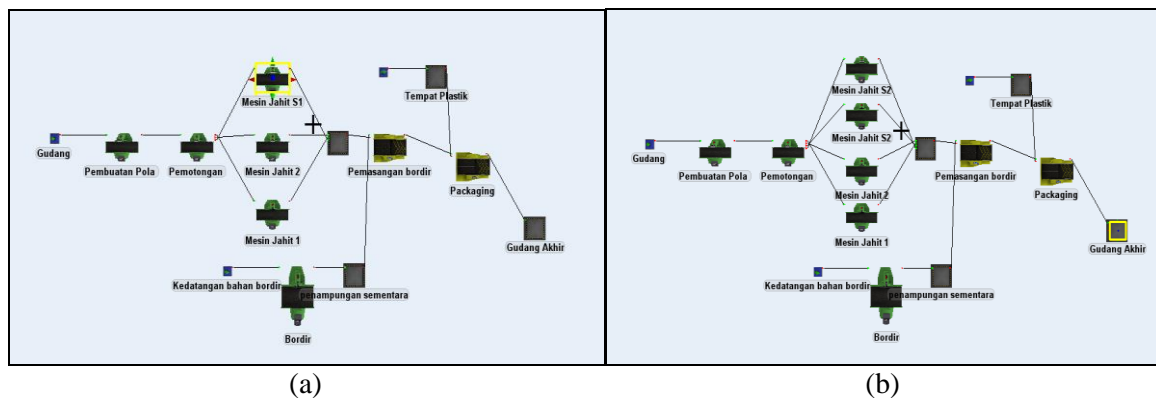 Mesin Jahit S1
Tempat Plastik
Gudang
Pembuatan Pola
Pemotongan
Mesin Jahit 2
Pemasangan bordir
Packaging
Mesin Jahit 1
Gudang Akhir
Kedatangan bahan bordir
penampungan sementara
Bordir
(a)
Mesin Jahit S2
Tempat Plastik
Mesin Jahit S2
Gudang
Pembuatan Pola
Pemotongan
Mesin Jahit 2
Pemasangan bordir
Packaging
Mesin Jahit 1
Gudang Akhir
Kedatangan bahan bordir
penampungan sementara
Bordir
(b)